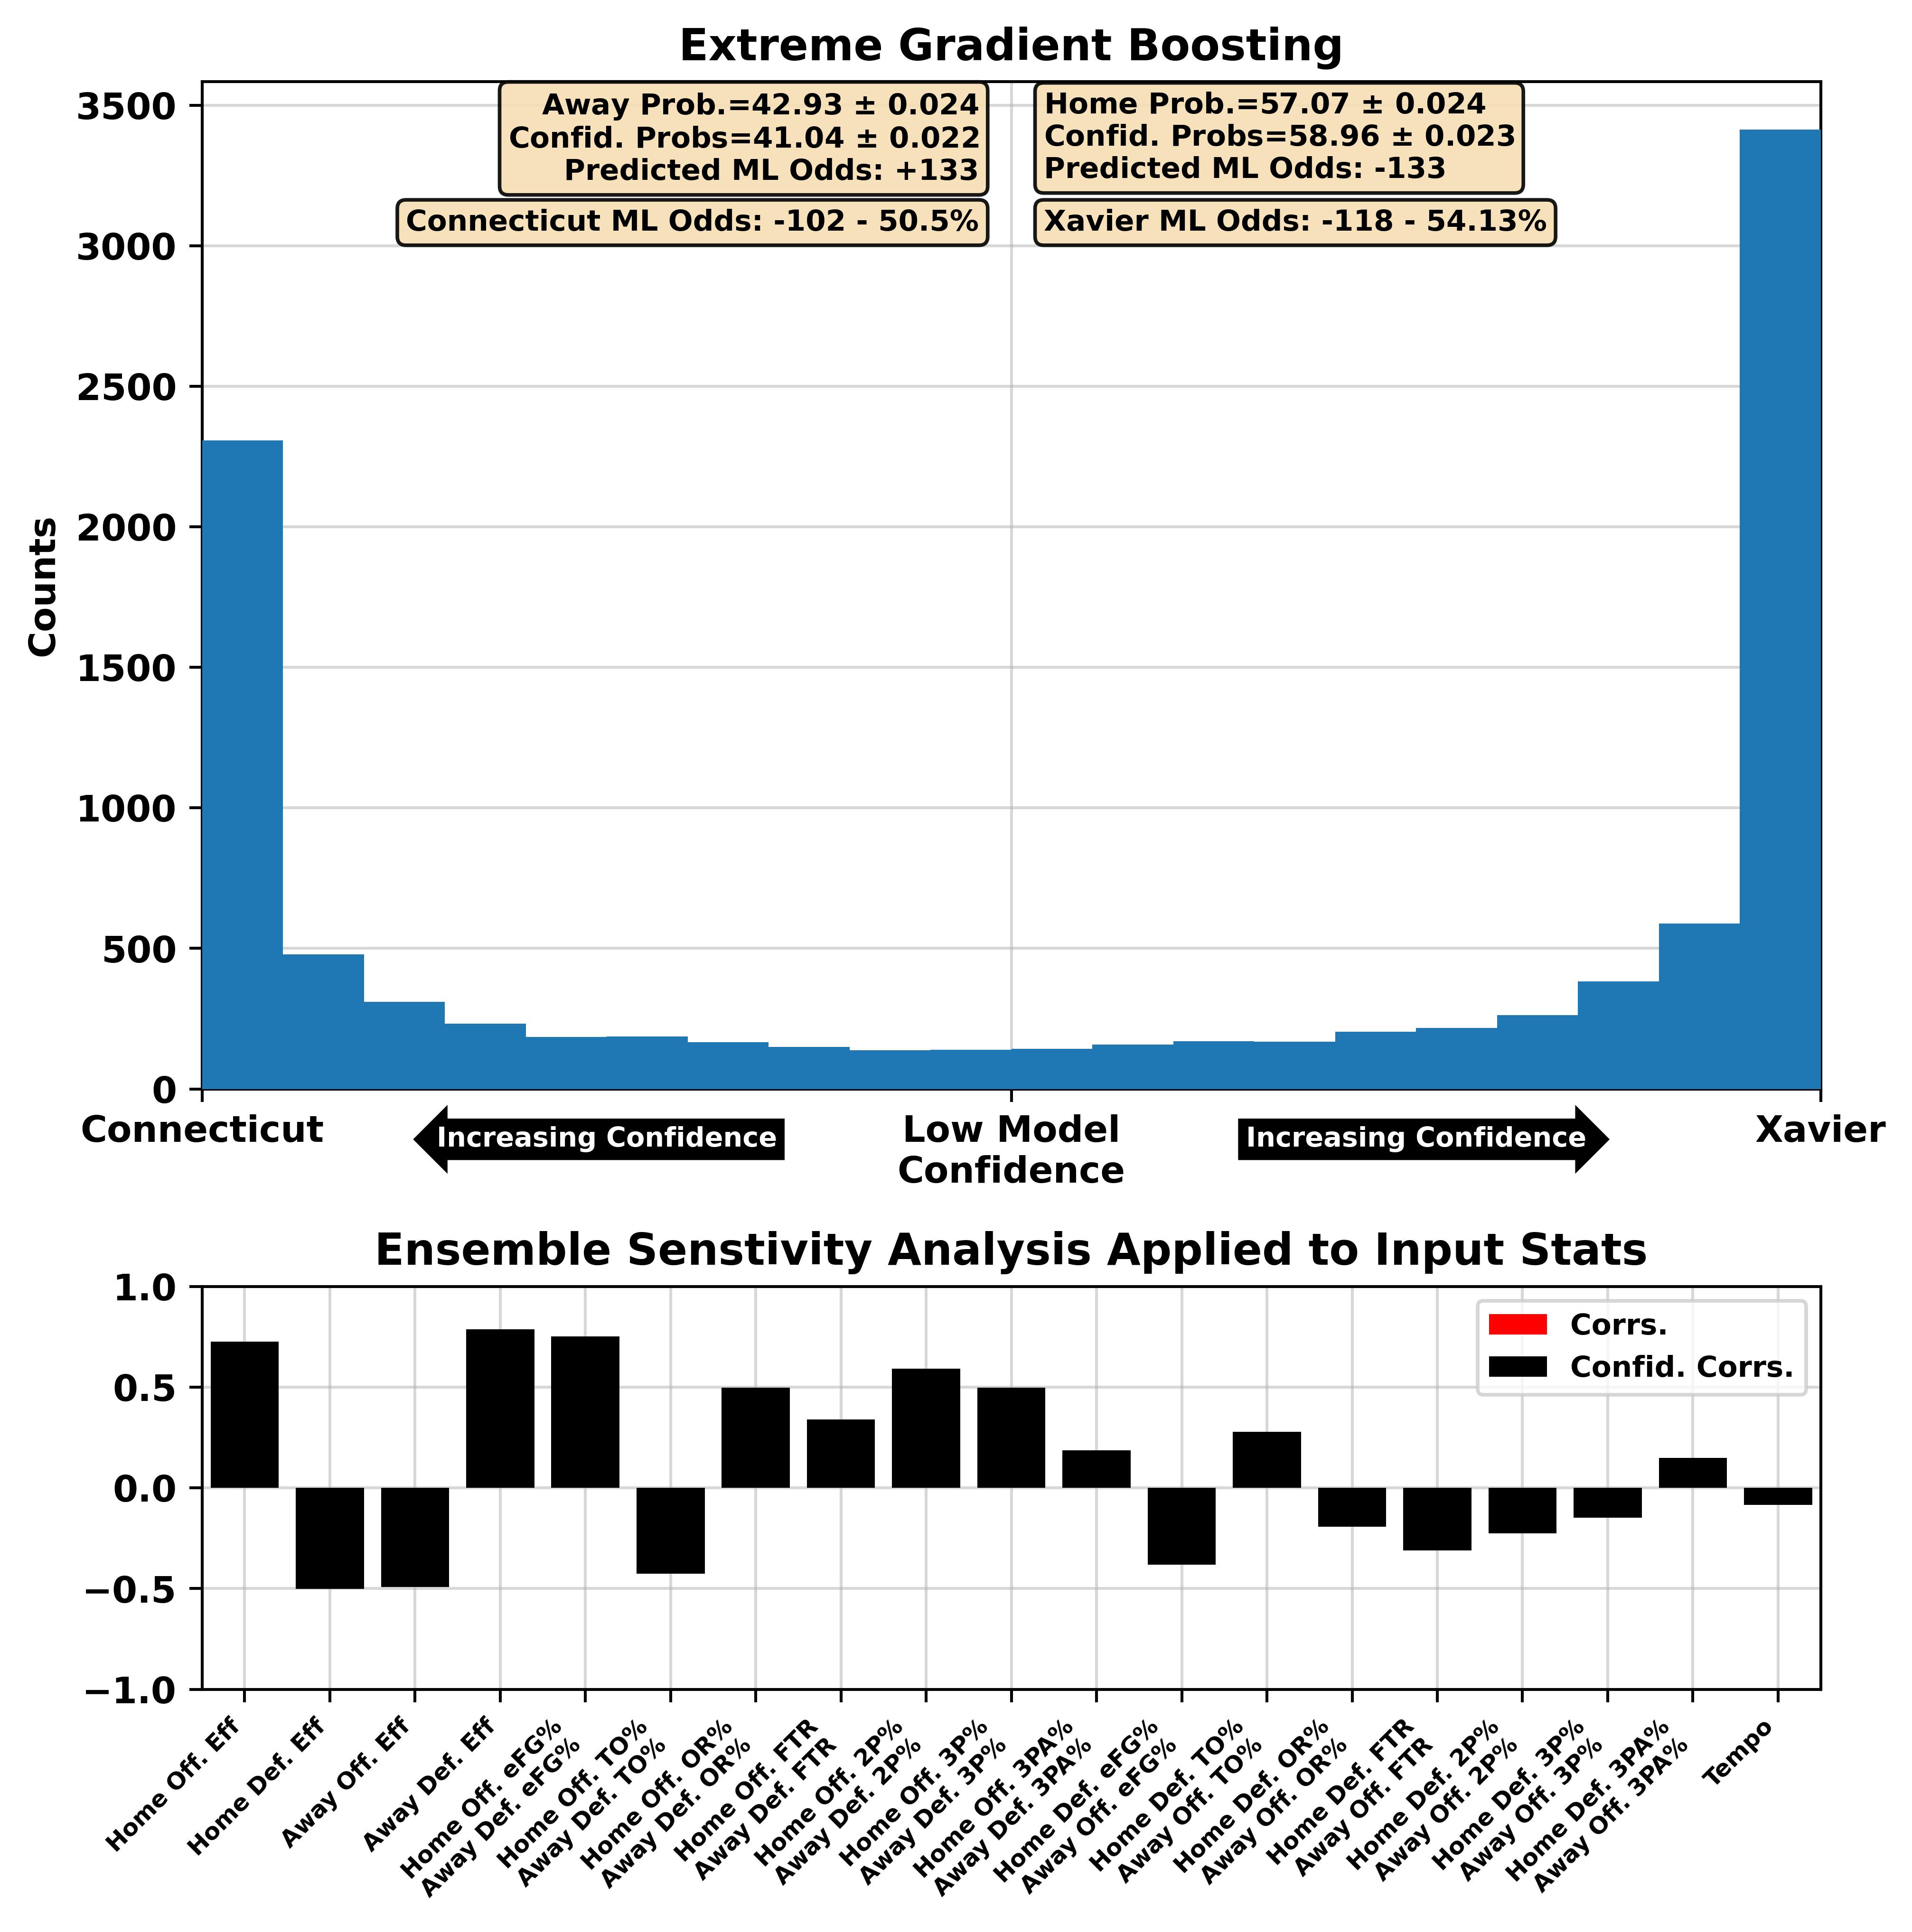 Extreme Gradient Boosting
Away Prob.=42.93 ± 0.024
Confid. Probs=41.04 ± 0.022
Predicted ML Odds: +133
Home Prob.=57.07 ± 0.024
Confid. Probs=58.96 ± 0.023
Predicted ML Odds: -133
Connecticut ML Odds: -102 - 50.5%
Xavier ML Odds: -118 - 54.13%
3500
3000
2500
2000
1500
1000
500
0
Counts
Connecticut
Increasing Confidence
Low Model
Confidence
Increasing Confidence
Xavier
Ensemble Senstivity Analysis Applied to Input Stats
1.0
0.5
0.0
−0.5
−1.0
Corrs.
Confid. Corrs.
Home Off. Eff
Home Def. Eff
Away Off. Eff
Away Def. Eff
Home Off. eFG%
Away Def. eFG%
Home Off. TO%
Away Def. TO%
Home Off. OR%
Away Def. OR%
Home Off. FTR
Away Def. FTR
Home Off. 2P%
Away Def. 2P%
Home Off. 3P%
Away Def. 3P%
Home Off. 3PA%
Away Def. 3PA%
Home Def. eFG%
Away Off. eFG%
Home Def. TO%
Away Off. TO%
Home Def. OR%
Away Off. OR%
Home Def. FTR
Away Off. FTR
Home Def. 2P%
Away Off. 2P%
Home Def. 3P%
Away Off. 3P%
Home Def. 3PA%
Away Off. 3PA%
Tempo